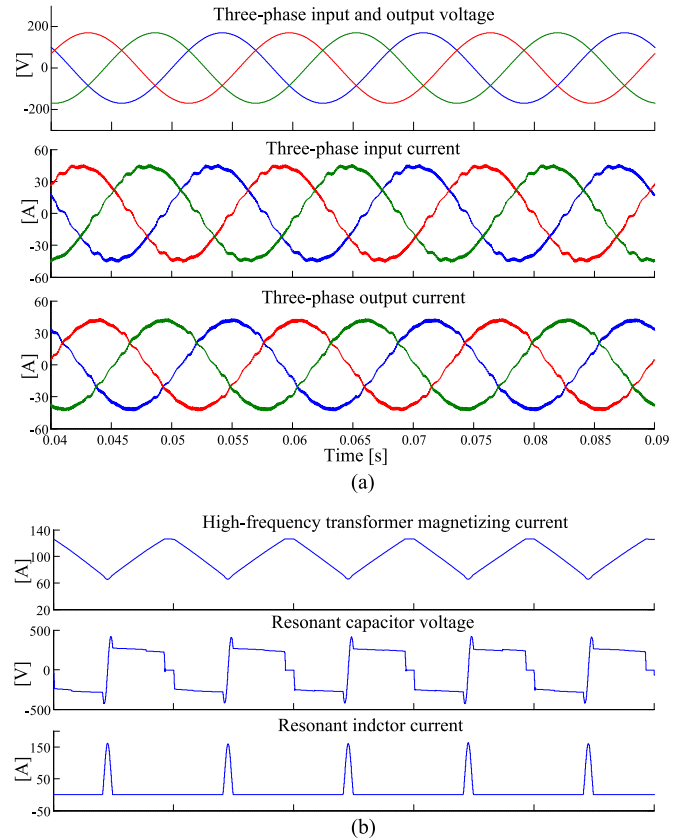 Three-phase input and output voltage
[V]
200
0
-200
Three-phase input current
[A]
60
30
0
-30
-60
Three-phase output current
[A]
60
30
0
-30
-60
0.04 0.045 0.05 0.055 0.06 0.065 0.07 0.075 0.08 0.085 0.09
Time [s]
(a)
High-frequency transformer magnetizing current
[A]
140
100
60
20
Resonant capacitor voltage
[V]
500
0
-500
Resonant indctor current
[A]
150
50
-50
(b)